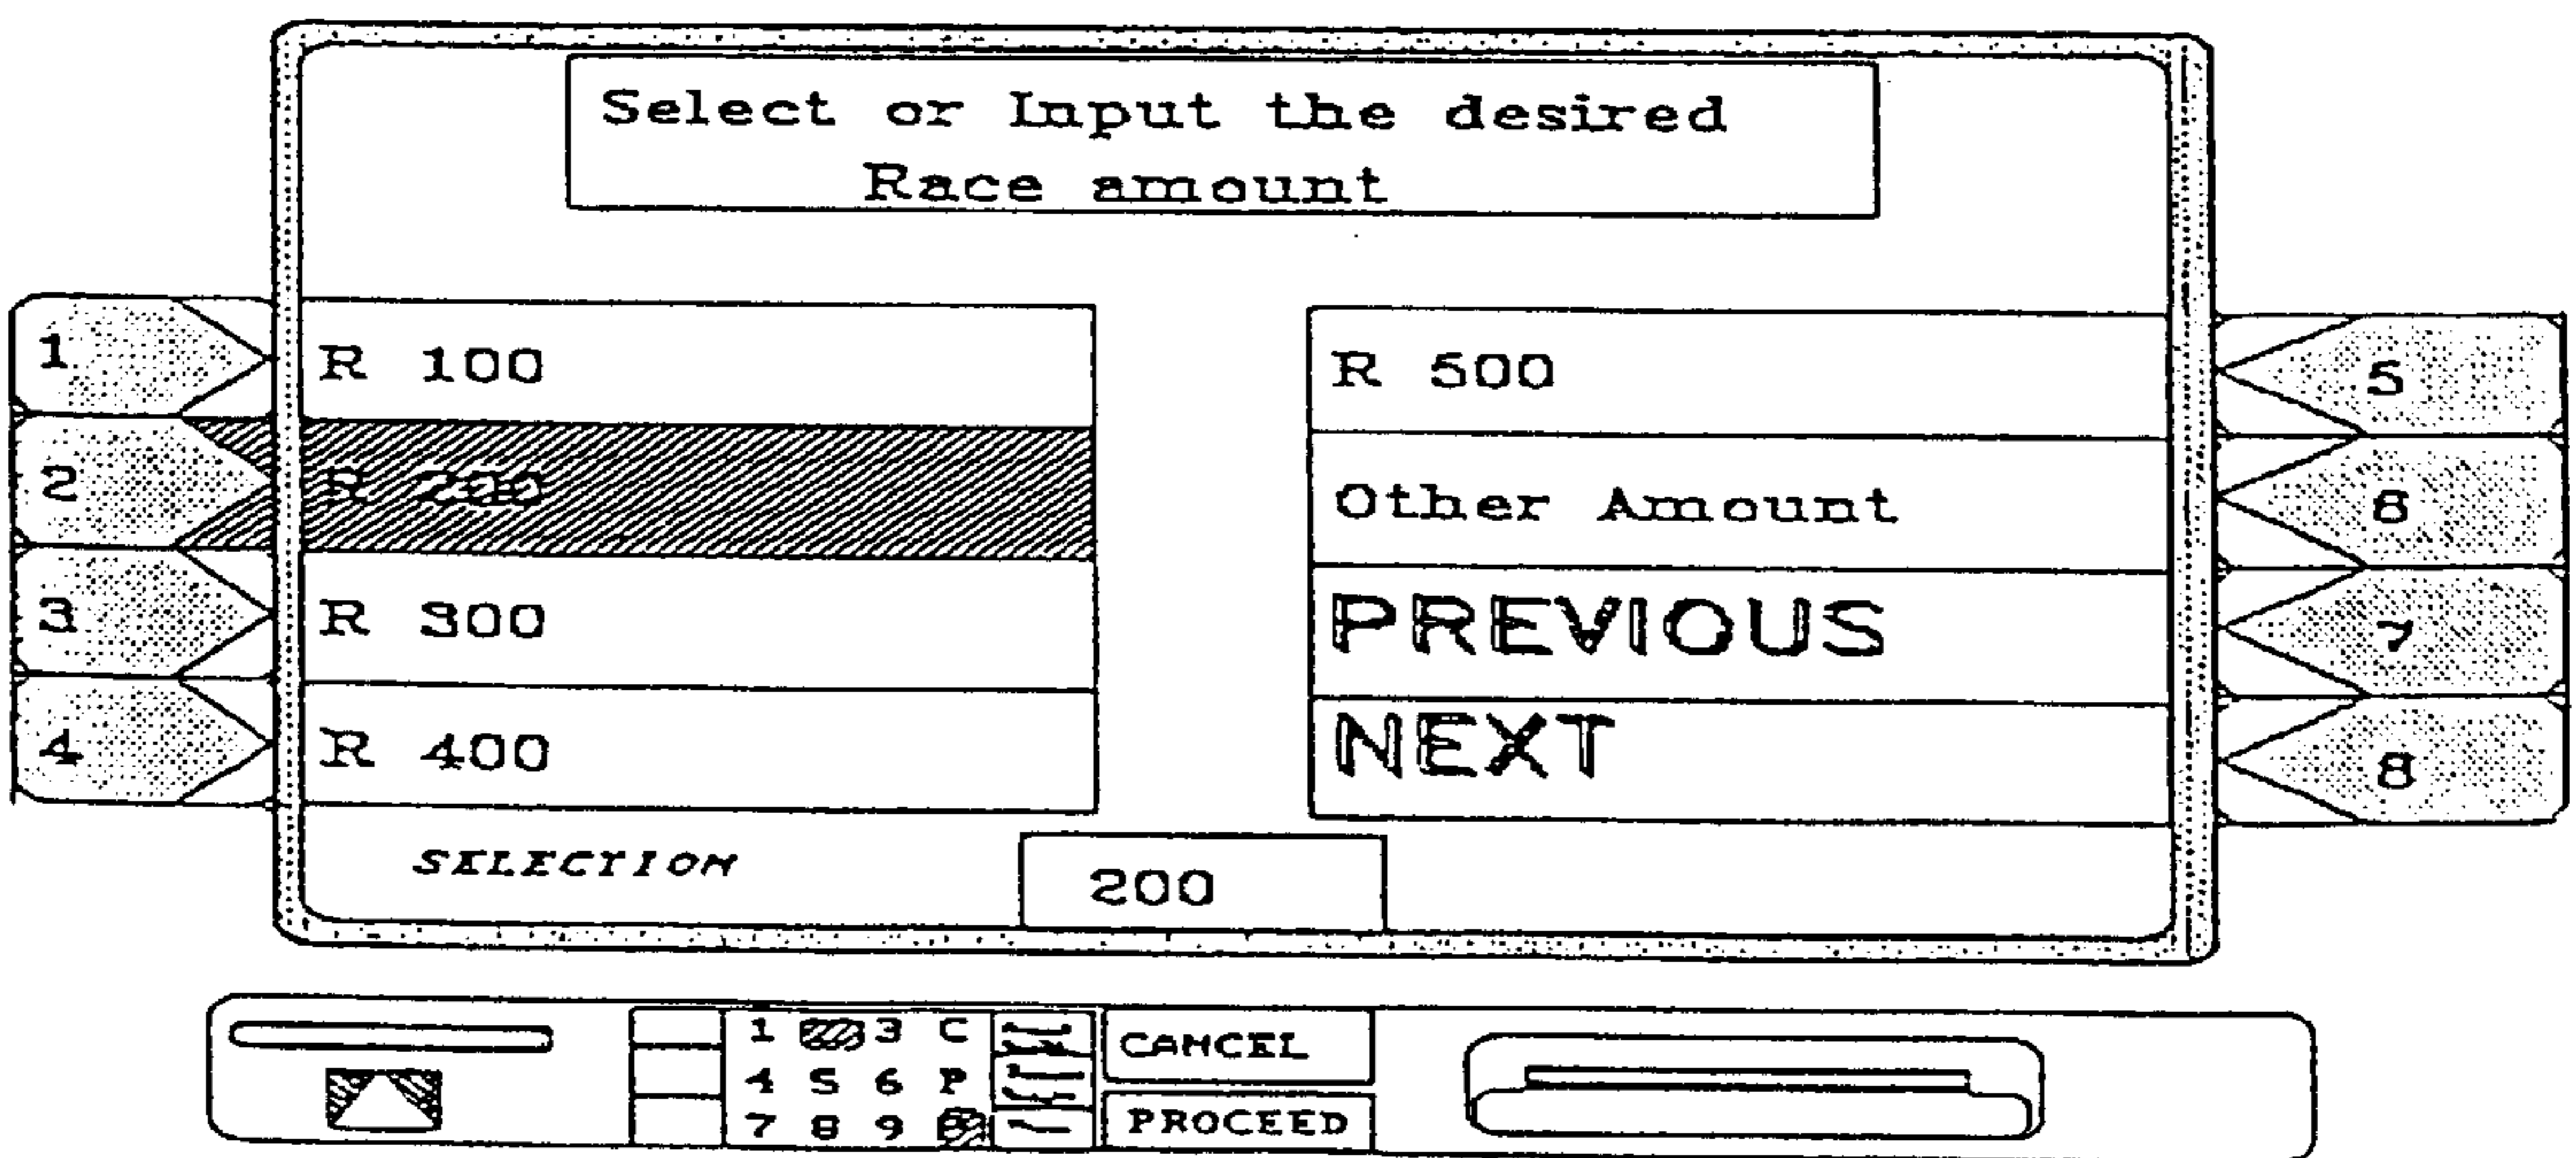 Select or Input the desired
Race amount
1
R 100
2
R 200
3
R 300
4
R 400
R 500
5
Other Amount
6
PREVIOUS
7
NEXT
8
SELECTION
200
1 3 C
4 5 6 P
7 8 9
CANCEL
PROCEED